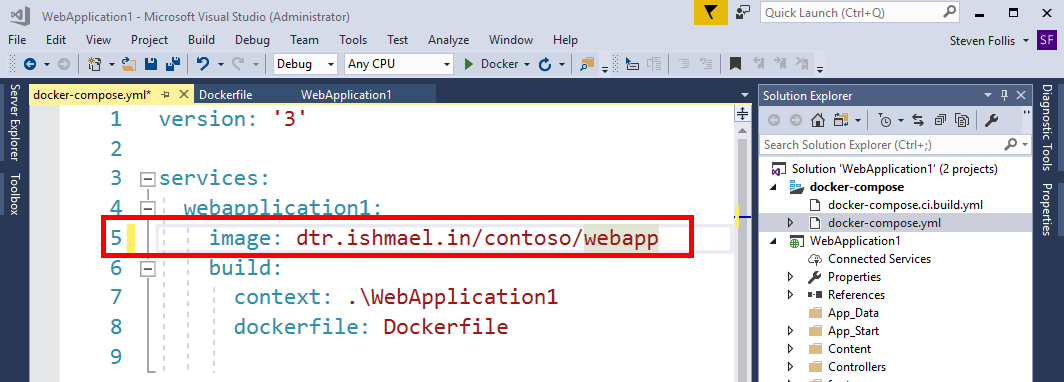 WebApplication1 - Microsoft Visual Studio (Administrator)
Quick Launch (Ctrl+Q)
File Edit View Project Build Debug Team Tools Test Analyze Window Help
Steven Follis SF
Debug Any CPU Docker
Server Explorer
Toolbox
docker-compose.yml* Dockerfile WebApplication1
1 version: '3'
2
3 services:
4 webapplication1:
5 image: dtr.ishmael.in/contoso/webapp
6 build:
7 context: .\WebApplication1
8 dockerfile: Dockerfile
9
Solution Explorer
Search Solution Explorer (Ctrl+;)
Solution 'WebApplication1' (2 projects)
docker-compose
docker-compose.ci.build.yml
docker-compose.yml
WebApplication1
Connected Services
Properties
References
App_Data
App_Start
Content
Controllers
Diagnostic Tools
Properties